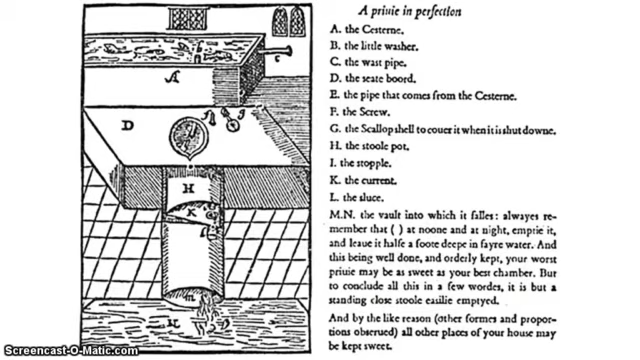 A priuie in perfection
A. the Cesterne.
B. the little washer.
C. the wast pipe.
D. the seate boord.
E. the pipe that comes from the Cesterne.
F. the Screw.
G. the Scallop shell to couer it when it is shut downe.
H. the stoole pot.
I. the stopple.
K. the current.
L. the sluce.
M.N. the vault into which it falles: alwayes re-
member that ( ) at noone and at night, emptie it,
and leaue it halfe a foote deepe in fayre water. And
this being well done, and orderly kept, your worst
priuie may be as sweet as your best chamber. But
to conclude all this in a few wordes, it is but a
standing close stoole easilie emptyed.
And by the like reason (other formes and propor-
tions obserued) all other places of your house may
be kept sweet.
A
B
C
D
H
K
m
N
Screencast-O-Matic.com